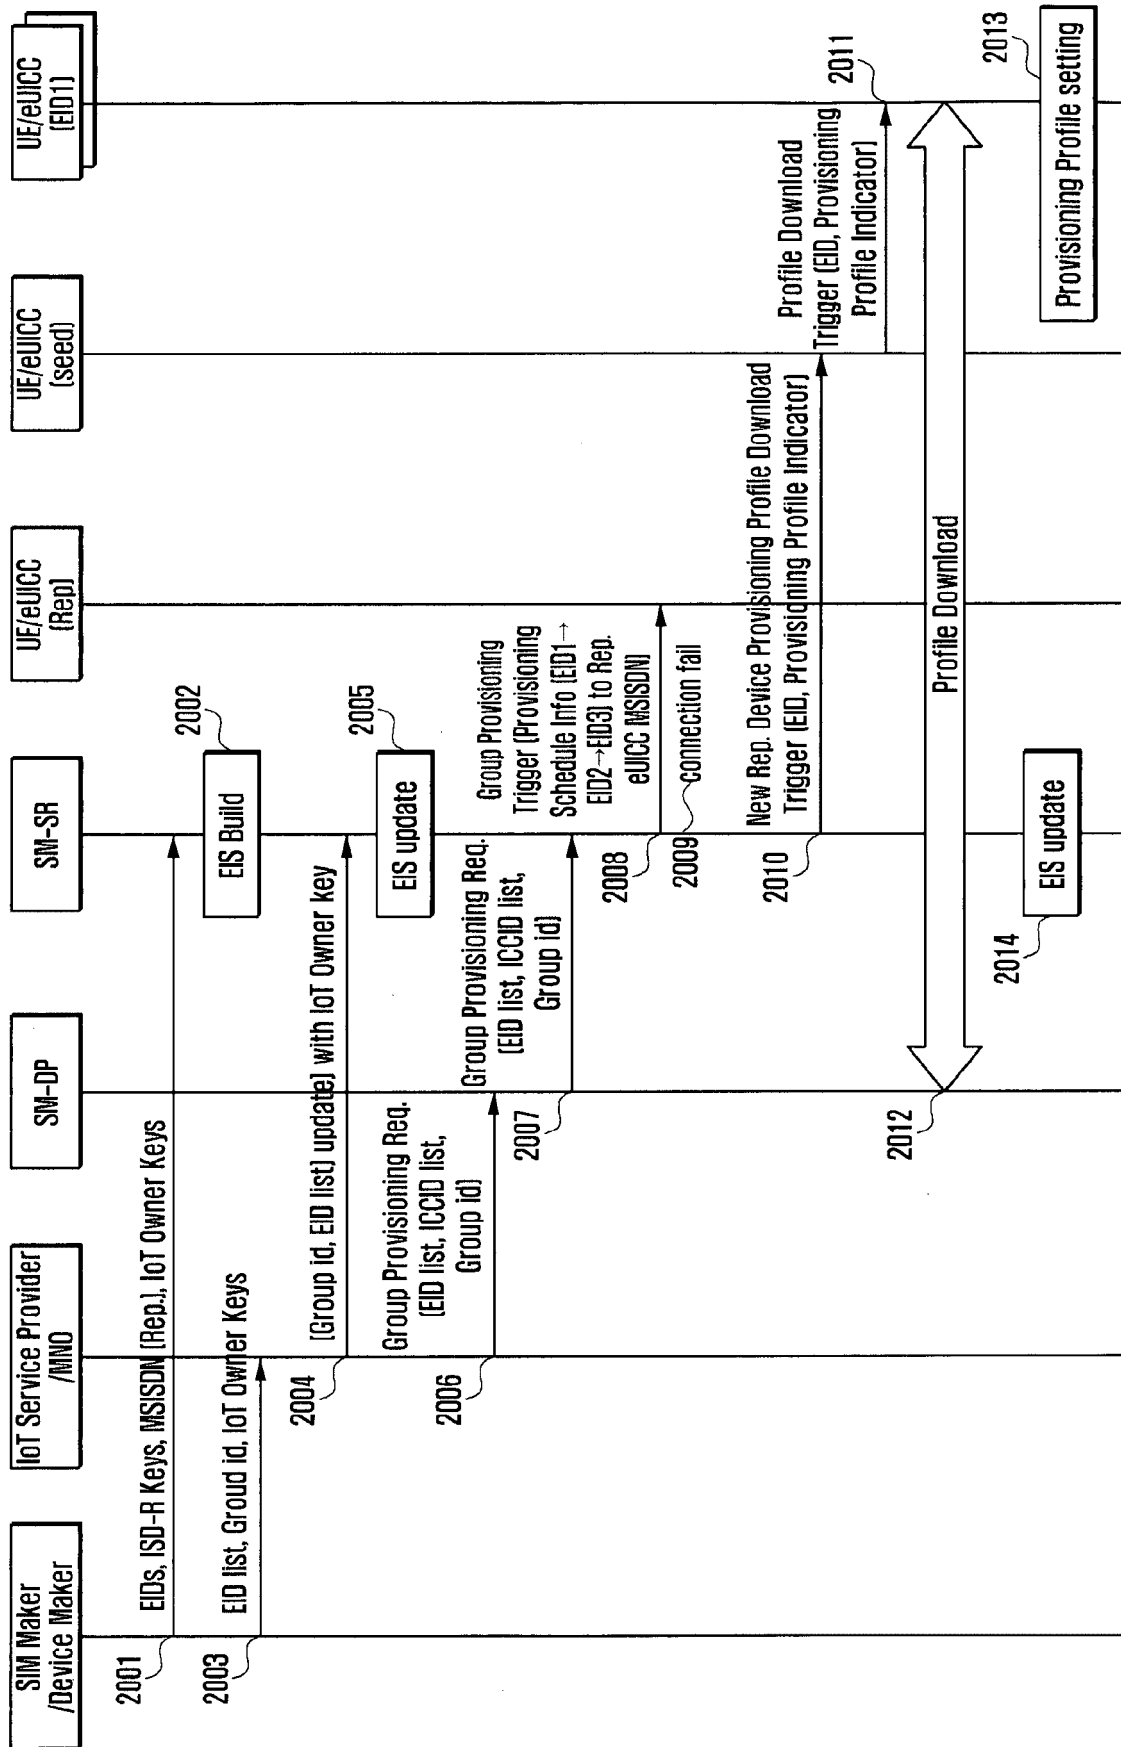 SIM Maker
/Device Maker
IoT Service Provider
/MNO
SM-DP
SM-SR
UE/eUICC
(Rep)
UE/eUICC
(seed)
UE/eUICC
(EID1)
2001
EIDs, ISD-R Keys, MSISDN (Rep.), IoT Owner Keys
EIS Build
2002
2003
EID list, Groud id, IoT Owner Keys
2004
(Group id, EID list) update) with IoT Owner key
EIS update
2005
2006
Group Provisioning Req.
(EID list, ICCID list,
Group id)
2007
Group Provisioning Req.
(EID list, ICCID list,
Group id)
2008
Group Provisioning
Trigger (Provisioning
Schedule Info (EID1→
EID2→EID3) to Rep.
eUICC MSISDN)
2009
connection fail
2010
New Rep. Device Provisioning Profile Download
Trigger (EID, Provisioning Profile Indicator)
Profile Download
Trigger (EID, Provisioning
Profile Indicator)
2011
2012
Profile Download
2013
Provisioning Profile setting
2014
EIS update